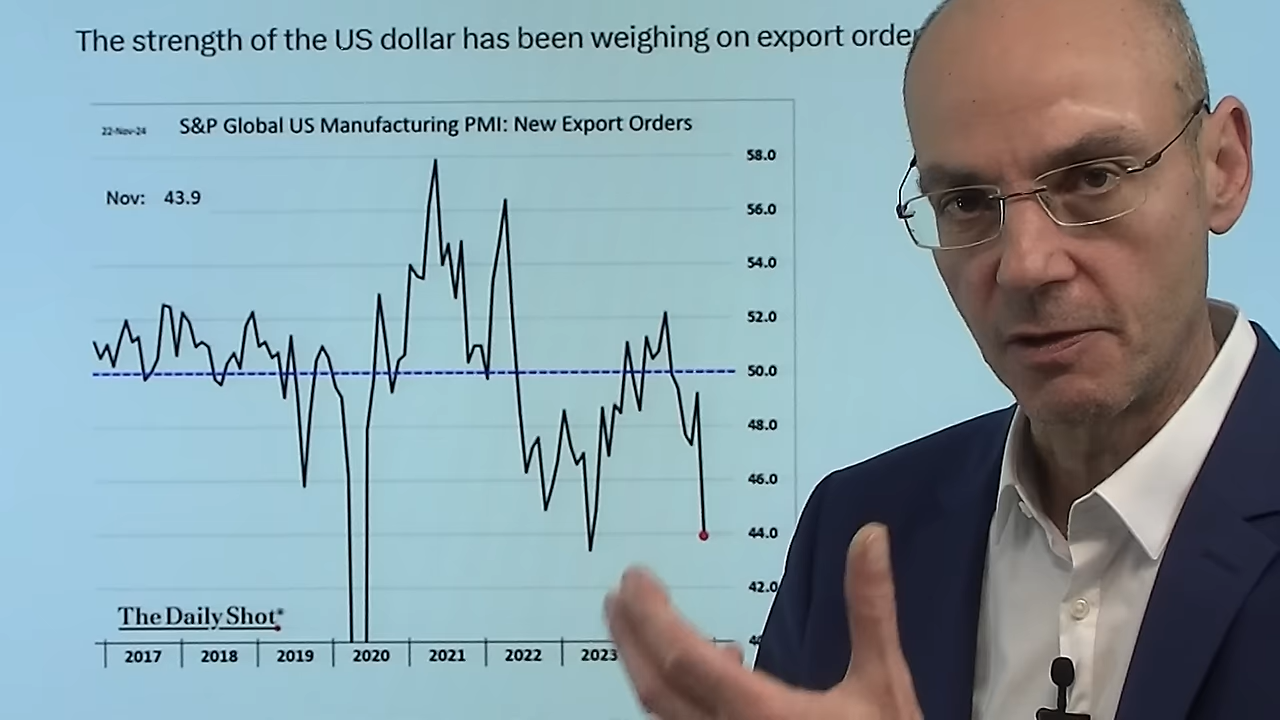 The strength of the US dollar has been weighing on export
22-Nov-24
S&P Global US Manufacturing PMI: New Export Orders
Nov: 43.9
58.0
56.0
54.0
52.0
50.0
48.0
46.0
44.0
42.0
The Daily Shot
2017 2018 2019 2020 2021 2022 2023